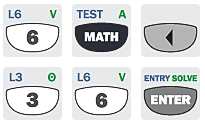 L6 V TEST A
6 MATH
L3 Θ L6 V ENTRY SOLVE
3 6 ENTER